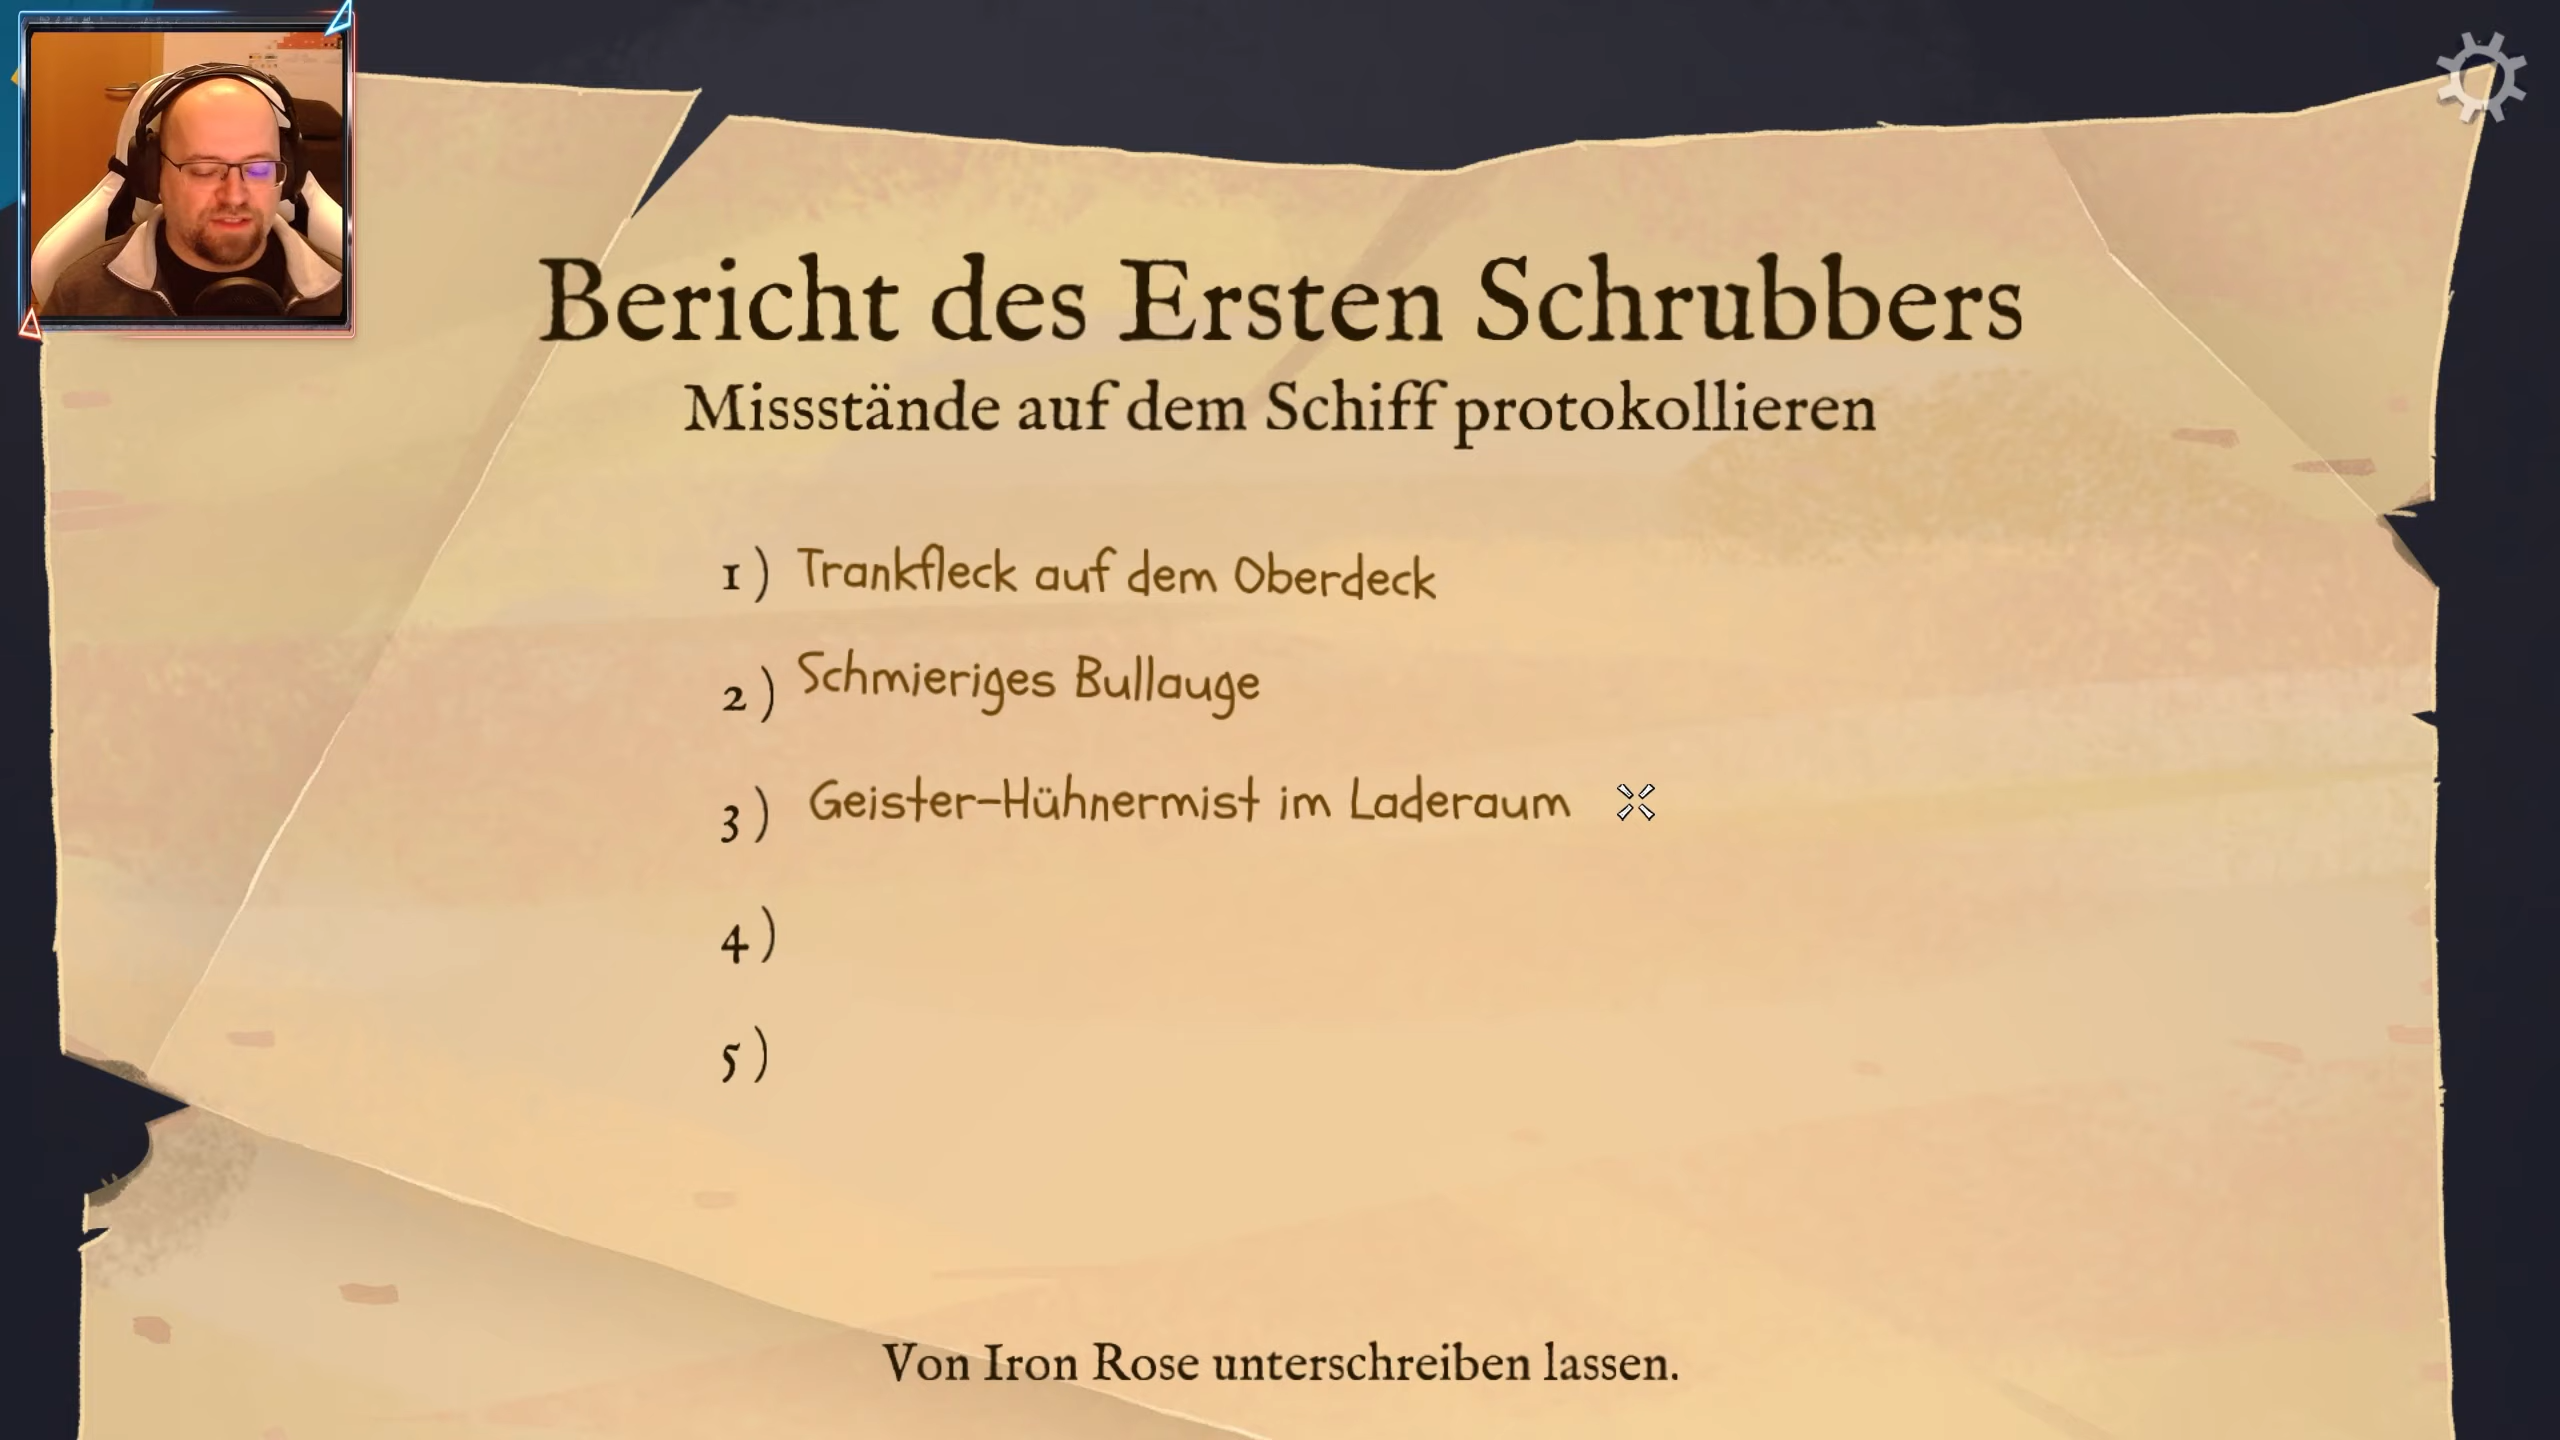 Bericht des Ersten Schrubbers
Missstände auf dem Schiff protokollieren
1) Trankfleck auf dem Oberdeck
2) Schmieriges Bullauge
3) Geister-Hühnermist im Laderaum
4)
5)
Von Iron Rose unterschreiben lassen.